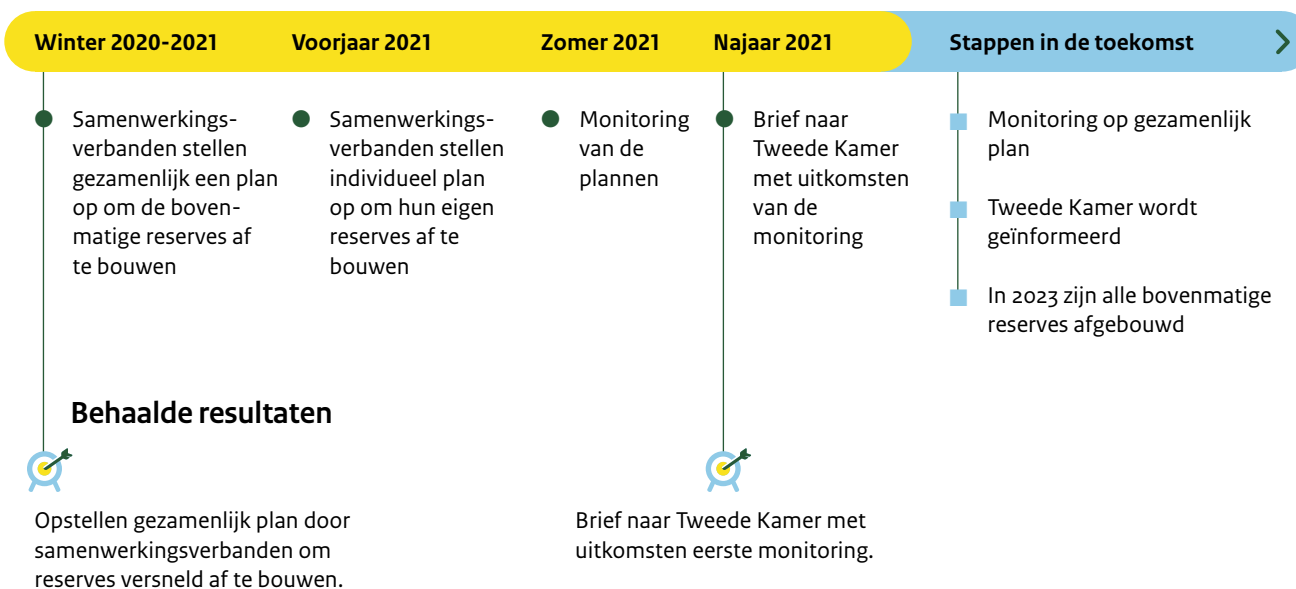 Winter 2020-2021
Voorjaar 2021
Zomer 2021
Najaar 2021
Stappen in de toekomst
Samenwerkings-
verbanden stellen
gezamenlijk een plan
op om de boven-
matige reserves af
te bouwen
Samenwerkings-
verbanden stellen
individueel plan
op om hun eigen
reserves af te
bouwen
Monitoring
van de
plannen
Brief naar
Tweede Kamer
met uitkomsten
van de
monitoring
Monitoring op gezamenlijk
plan
Tweede Kamer wordt
geïnformeerd
In 2023 zijn alle bovenmatige
reserves afgebouwd
Behaalde resultaten
Opstellen gezamenlijk plan door
samenwerkingsverbanden om
reserves versneld af te bouwen.
Brief naar Tweede Kamer met
uitkomsten eerste monitoring.